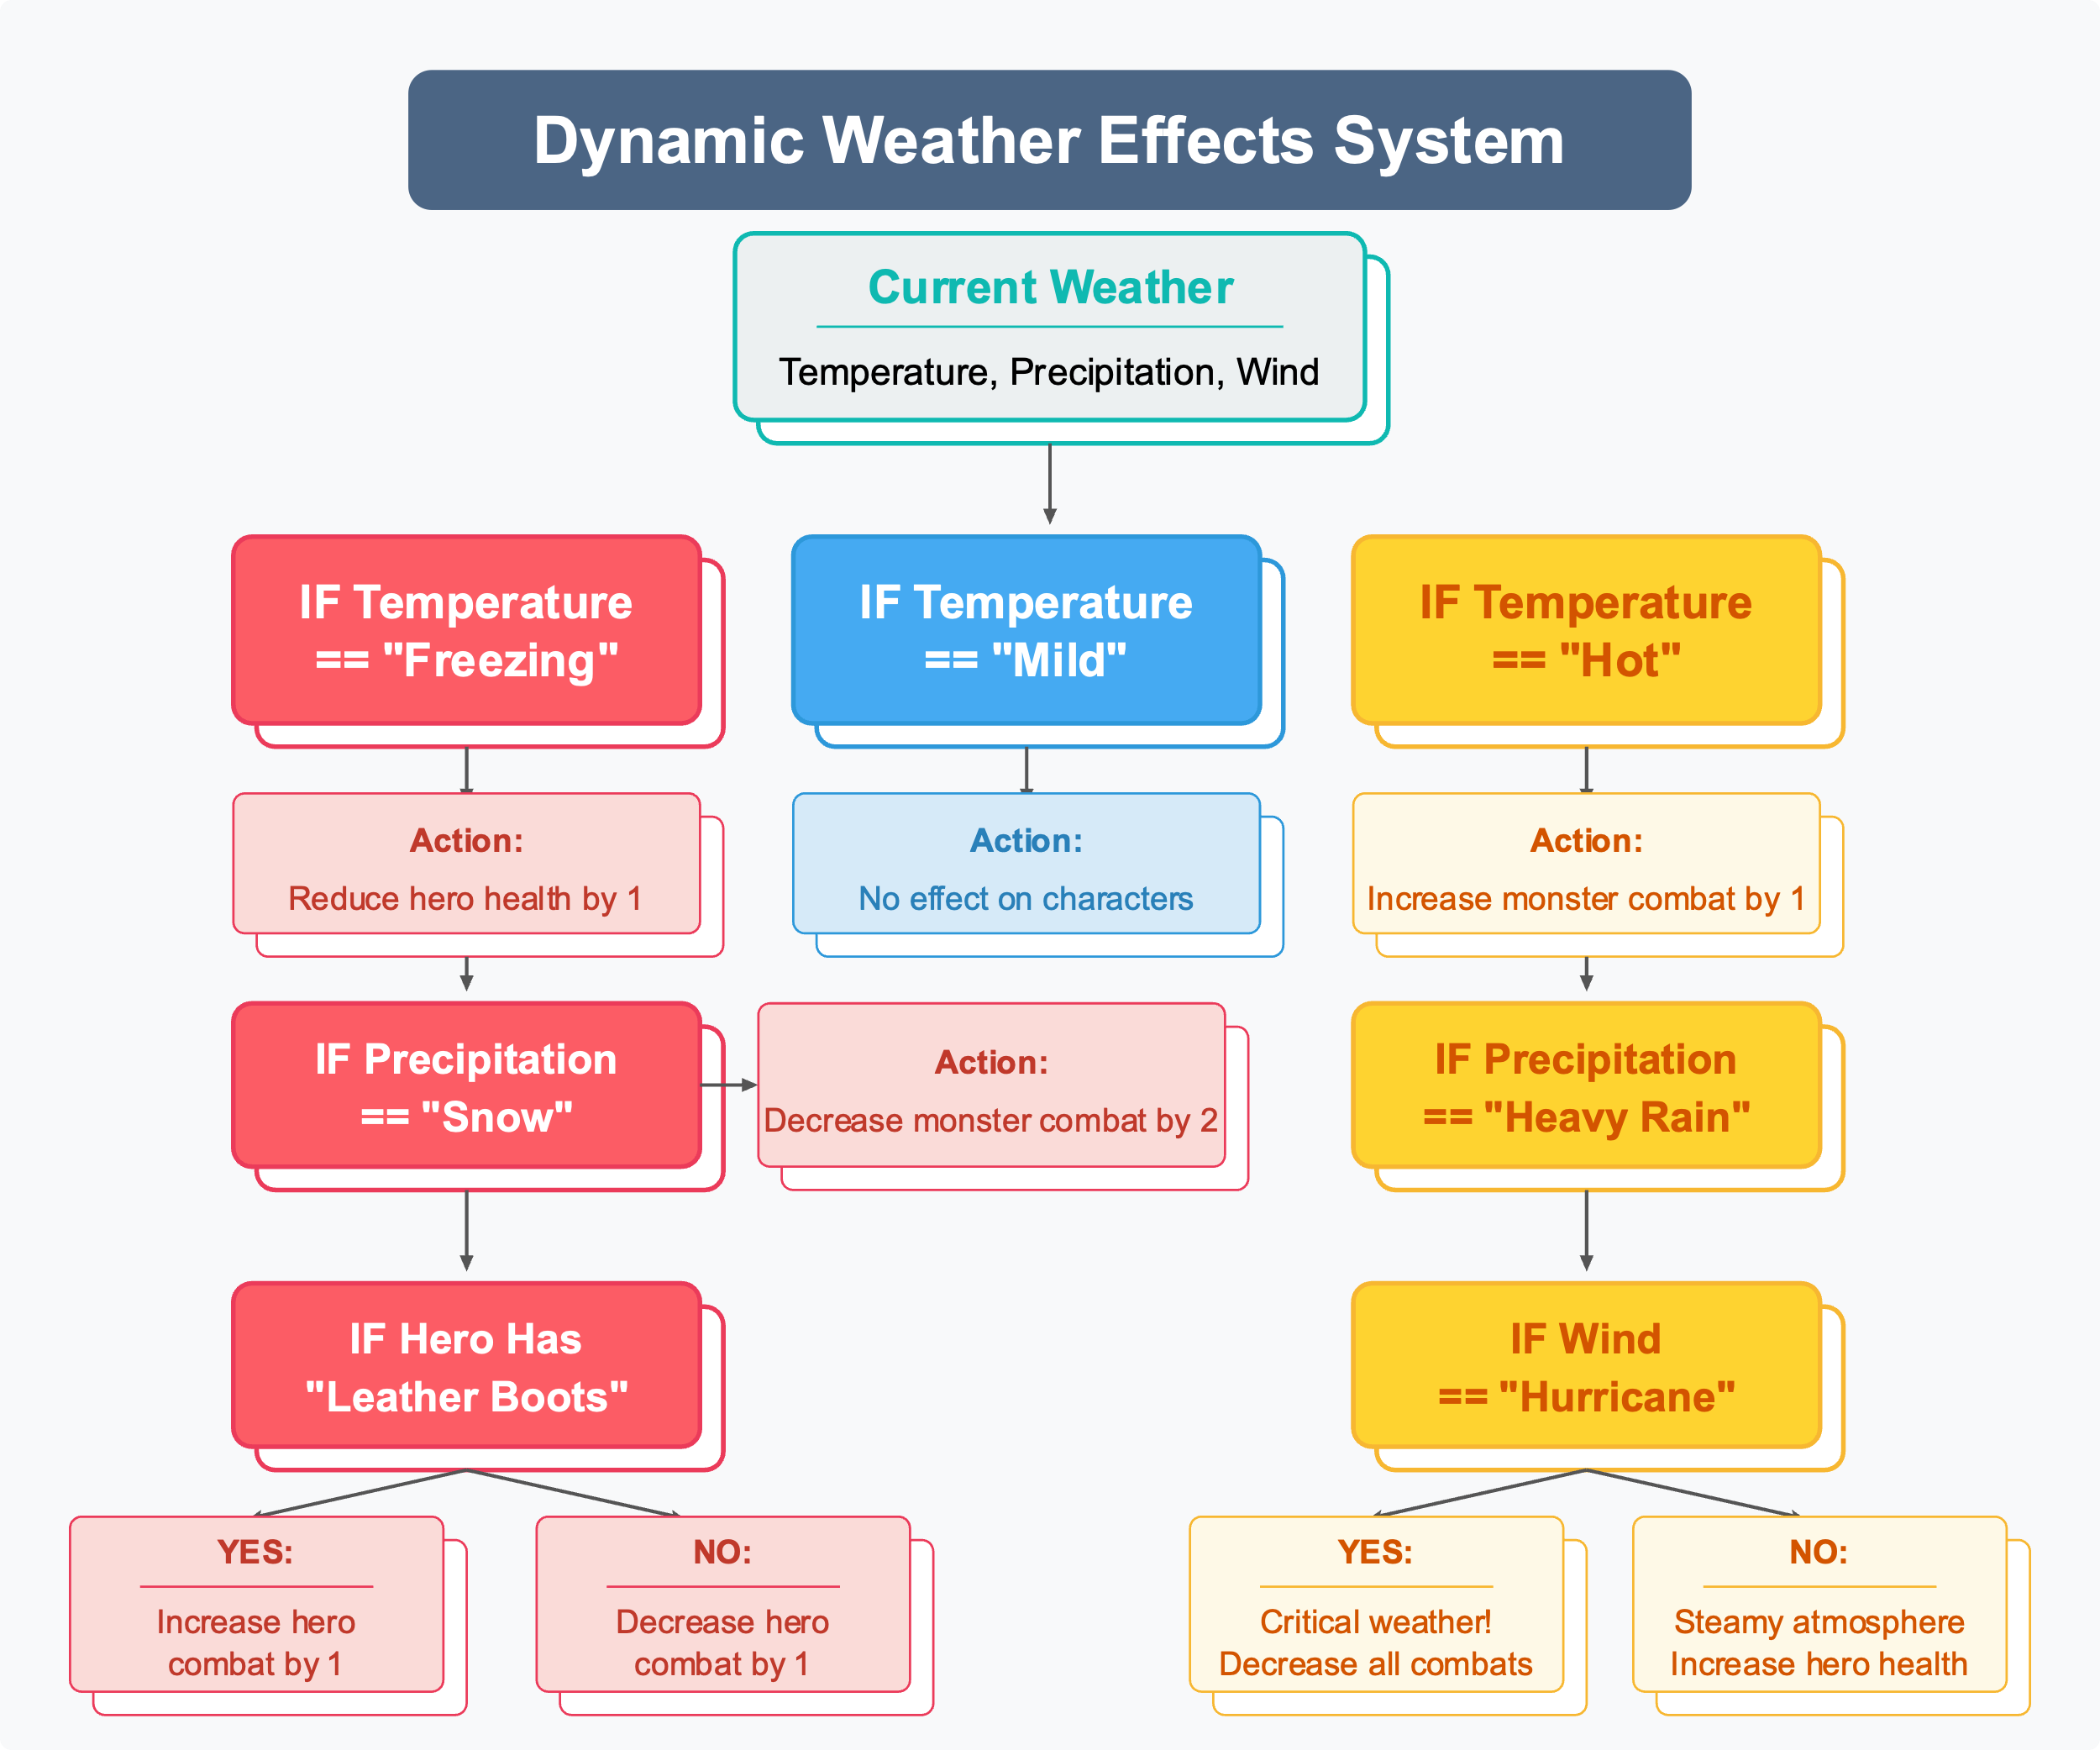 Dynamic Weather Effects System
Current Weather
Temperature, Precipitation, Wind
IF Temperature
== "Freezing"
IF Temperature
== "Mild"
IF Temperature
== "Hot"
Action:
Reduce hero health by 1
Action:
No effect on characters
Action:
Increase monster combat by 1
IF Precipitation
== "Snow"
Action:
Decrease monster combat by 2
IF Precipitation
== "Heavy Rain"
IF Hero Has
"Leather Boots"
IF Wind
== "Hurricane"
YES:
Increase hero
combat by 1
NO:
Decrease hero
combat by 1
YES:
Critical weather!
Decrease all combats
NO:
Steamy atmosphere
Increase hero health